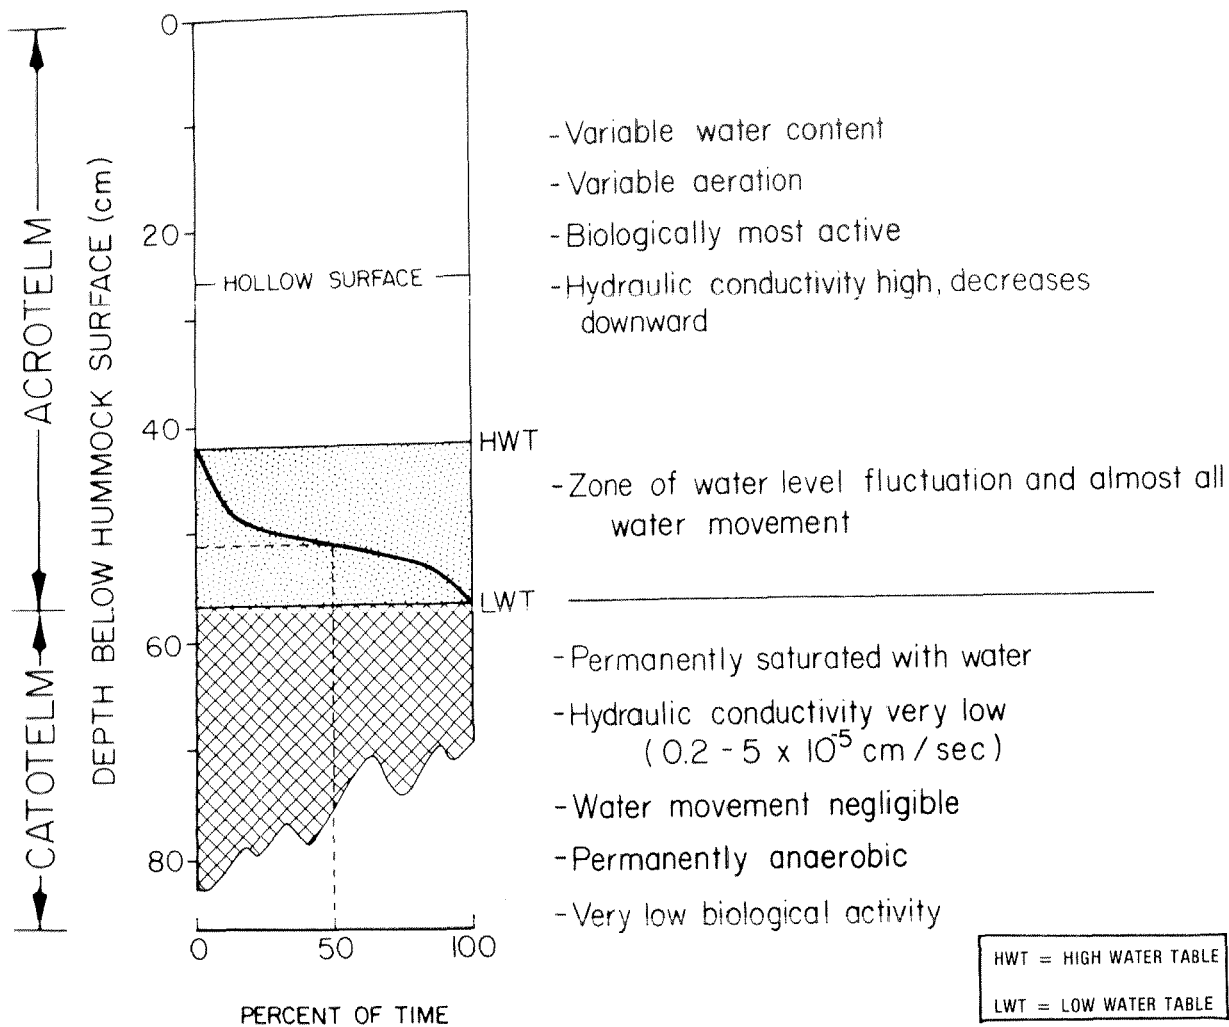 ACROTELM
CATOTELM
DEPTH BELOW HUMMOCK SURFACE (cm)
0
20
40
60
80
HOLLOW SURFACE
HWT
LWT
0 50 100
PERCENT OF TIME
-Variable water content
-Variable aeration
-Biologically most active
-Hydraulic conductivity high, decreases
downward
-Zone of water level fluctuation and almost all
water movement
-Permanently saturated with water
-Hydraulic conductivity very low
(0.2 - 5 x 10⁻⁵ cm / sec)
-Water movement negligible
-Permanently anaerobic
-Very low biological activity
HWT = HIGH WATER TABLE
LWT = LOW WATER TABLE